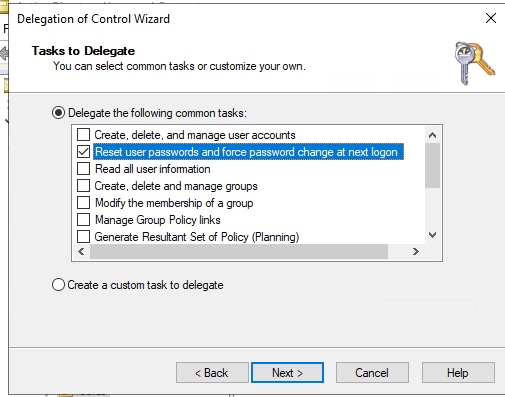 Delegation of Control Wizard
Tasks to Delegate
You can select common tasks or customize your own.
Delegate the following common tasks:
Create, delete, and manage user accounts
Reset user passwords and force password change at next logon
Read all user information
Create, delete and manage groups
Modify the membership of a group
Manage Group Policy links
Generate Resultant Set of Policy (Planning)
Create a custom task to delegate
< Back
Next >
Cancel
Help